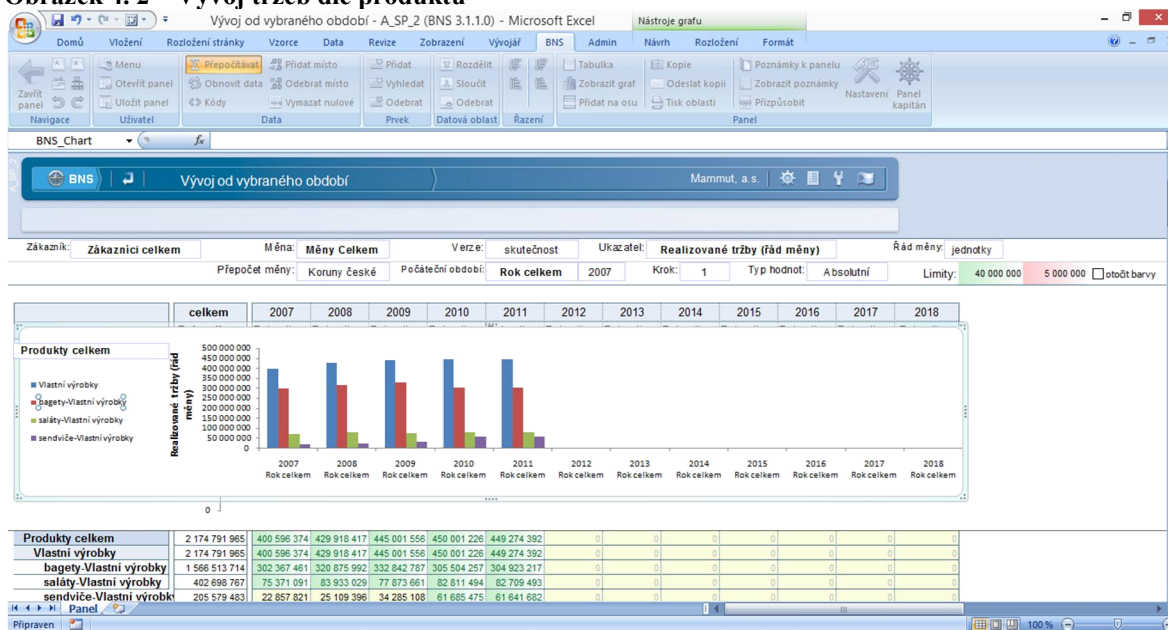 Obrázek 4. 2 – Vývoj tržeb dle produktů
Vývoj od vybraného období - A_SP_2 (BNS 3.1.1.0) - Microsoft Excel
Nástroje grafu
Domů Vložení Rozložení stránky Vzorce Data Revize Zobrazení Vývojář BNS Admin Návrh Rozložení Formát
Menu Přepočítávat Přidat místo Přidat Rozdělit Tabulka Kopie Poznámky k panelu
Otevřít panel Obnovit data Odebrat místo Vyhledat Sloučit Zobrazit graf Odeslat kopii Zobrazit poznámky
Zavřít panel Uložit panel Kódy Vymazat nulové Odebrat Odebrat Přidat na osu Tisk oblasti Přizpůsobit Nastavení Panel kapitán
Navigace Uživatel Data Prvek Datová oblast Řazení Panel
BNS_Chart fx
A_SP_2
BNS Vývoj od vybraného období Mammut, a.s.
Zákazník: Zákazníci celkem Měna: Měny Celkem Verze: skutečnost Ukazatel: Realizované tržby (řád měny) Řád měny: jednotky
Přepočet měny: Koruny české Počáteční období: Rok celkem 2007 Krok: 1 Typ hodnot: Absolutní Limity: 40 000 000 5 000 000 otočit barvy
celkem 2007 2008 2009 2010 2011 2012 2013 2014 2015 2016 2017 2018
Produkty celkem
Vlastní výrobky
bagety-Vlastní výrobky
saláty-Vlastní výrobky
sendviče-Vlastní výrobky
Realizované tržby (řád měny)
500 000 000
450 000 000
400 000 000
350 000 000
300 000 000
250 000 000
200 000 000
150 000 000
100 000 000
50 000 000
0
2007 2008 2009 2010 2011 2012 2013 2014 2015 2016 2017 2018
Rok celkem Rok celkem Rok celkem Rok celkem Rok celkem Rok celkem Rok celkem Rok celkem Rok celkem Rok celkem Rok celkem Rok celkem
0
Produkty celkem 2 174 791 965 400 596 374 429 918 417 445 001 556 450 001 226 449 274 392 0 0 0 0 0 0 0
Vlastní výrobky 2 174 791 965 400 596 374 429 918 417 445 001 556 450 001 226 449 274 392 0 0 0 0 0 0 0
bagety-Vlastní výrobky 1 566 513 714 302 367 461 320 875 992 332 842 787 305 504 257 304 923 217 0 0 0 0 0 0 0
saláty-Vlastní výrobky 402 698 767 75 371 091 83 933 029 77 873 661 82 811 494 82 709 493 0 0 0 0 0 0 0
sendviče-Vlastní výrobk 205 579 483 22 857 821 25 109 396 34 285 108 61 685 475 61 641 682 0 0 0 0 0 0 0
Panel
Připraven 100 %